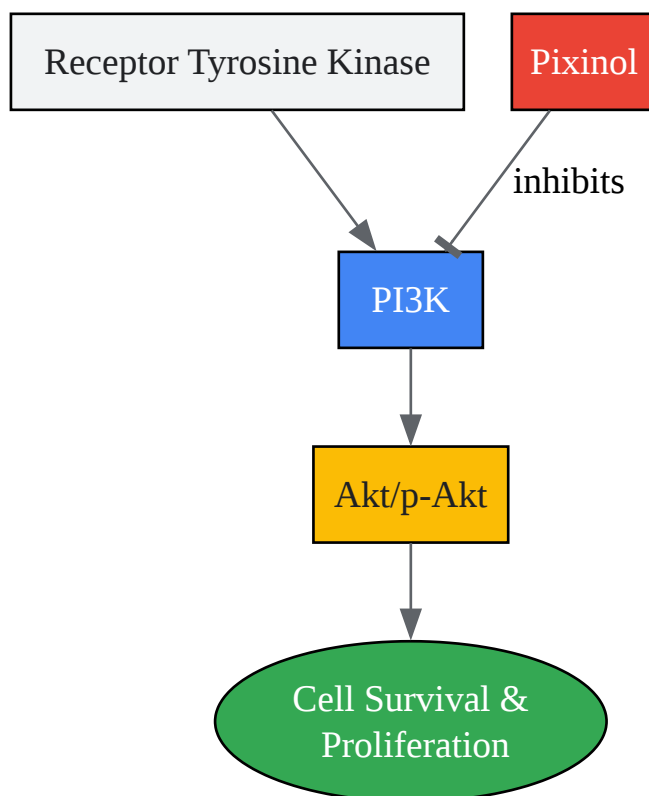 Receptor Tyrosine Kinase
Pixinol
inhibits
PI3K
Akt/p-Akt
Cell Survival &
Proliferation